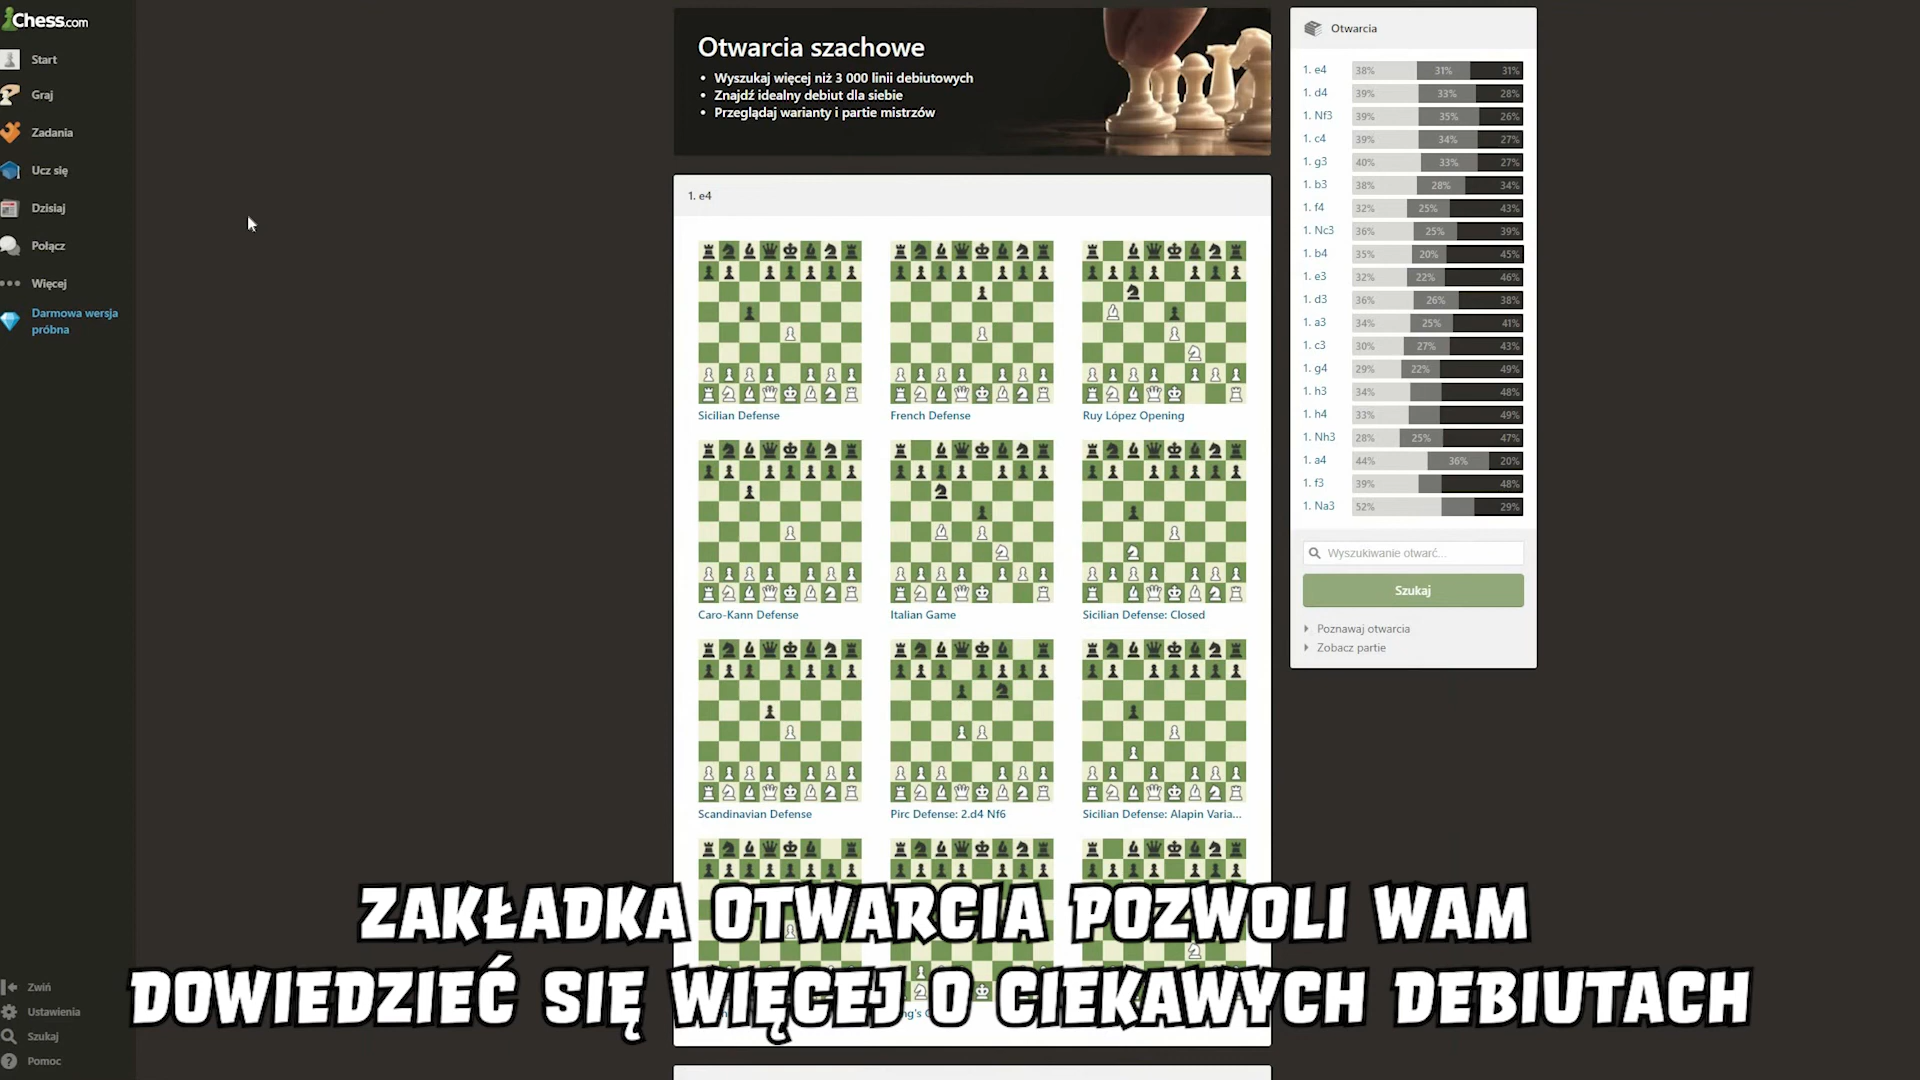 Chess.com
Start
Graj
Zadania
Ucz się
Dzisiaj
Połącz
Więcej
Darmowa wersja
próbna
Zwiń
Ustawienia
Szukaj
Pomoc
Otwarcia szachowe
• Wyszukaj więcej niż 3 000 linii debiutowych
• Znajdź idealny debiut dla siebie
• Przeglądaj warianty i partie mistrzów
1. e4
Sicilian Defense
French Defense
Ruy López Opening
Caro-Kann Defense
Italian Game
Sicilian Defense: Closed
Scandinavian Defense
Pirc Defense: 2.d4 Nf6
Sicilian Defense: Alapin Varia...
Otwarcia
1. e4 38% 31% 31%
1. d4 39% 33% 28%
1. Nf3 39% 35% 26%
1. c4 39% 34% 27%
1. g3 40% 33% 27%
1. b3 38% 28% 34%
1. f4 32% 25% 43%
1. Nc3 36% 25% 39%
1. b4 35% 20% 45%
1. e3 32% 22% 46%
1. d3 36% 26% 38%
1. a3 34% 25% 41%
1. c3 30% 27% 43%
1. g4 29% 22% 49%
1. h3 34% 48%
1. h4 33% 49%
1. Nh3 28% 25% 47%
1. a4 44% 36% 20%
1. f3 39% 48%
1. Na3 52% 29%
Wyszukiwanie otwarć...
Szukaj
Poznawaj otwarcia
Zobacz partie
ZAKŁADKA OTWARCIA POZWOLI WAM
DOWIEDZIEĆ SIĘ WIĘCEJ O CIEKAWYCH DEBIUTACH